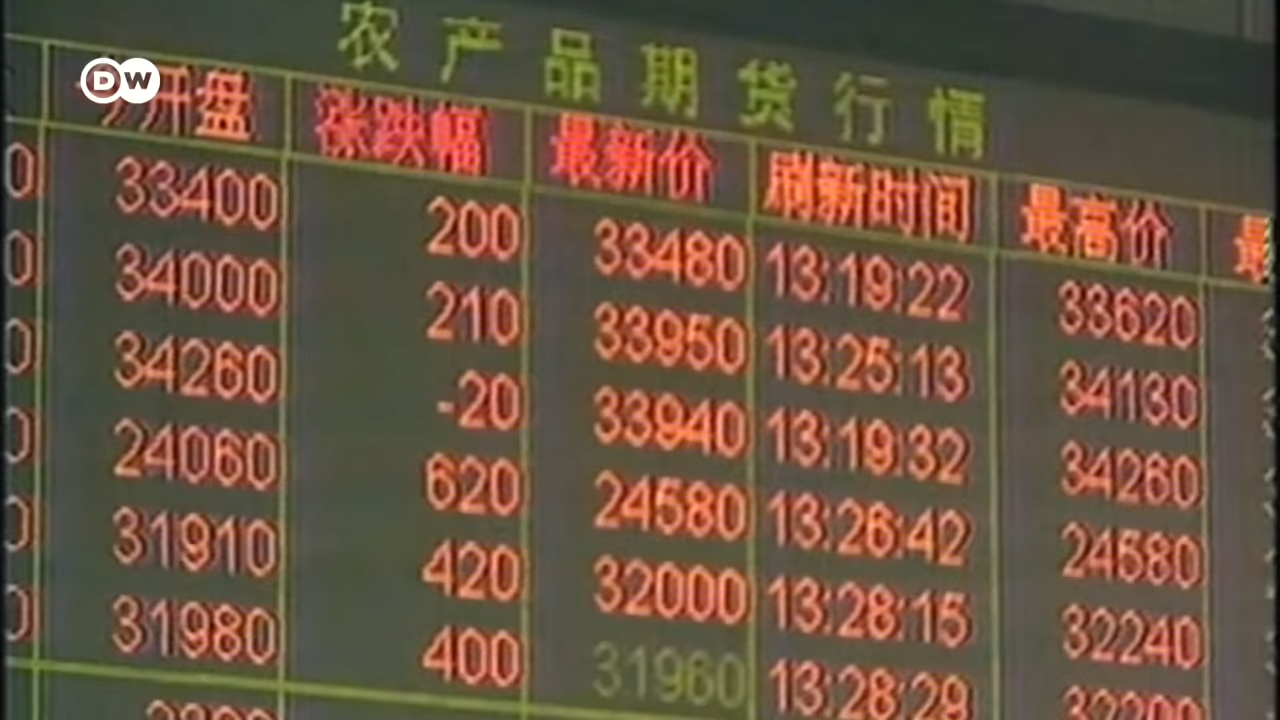 DW
农产品期货行情
今开盘 涨跌幅 最新价 刷新时间 最高价
33400 200 33480 13:19:22 33620
34000 210 33950 13:25:13 34130
34260 -20 33940 13:19:32 34260
24060 620 24580 13:26:42 24580
31910 420 32000 13:28:15 32240
31980 400 31960 13:28:29